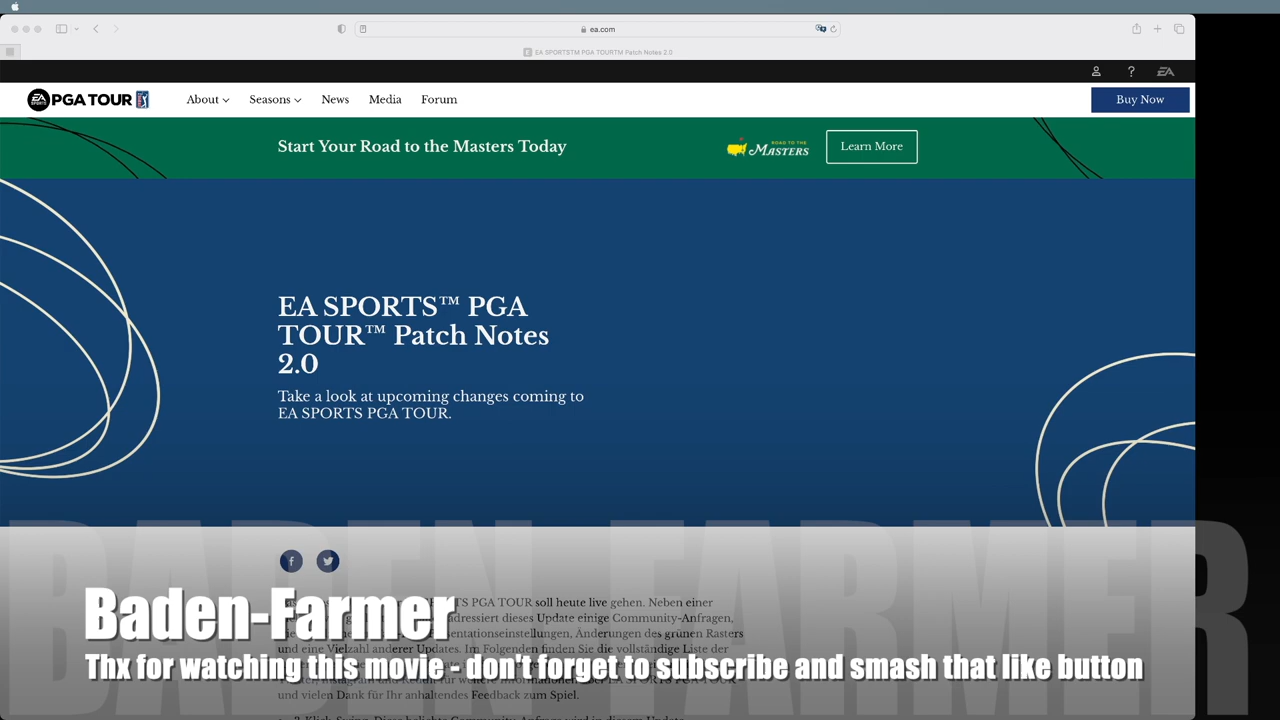 ea.com
EA SPORTSTM PGA TOURTM Patch Notes 2.0
EA
EA SPORTS PGA TOUR
About Seasons News Media Forum
Buy Now
Start Your Road to the Masters Today
ROAD TO THE MASTERS
Learn More
EA SPORTS™ PGA
TOUR™ Patch Notes
2.0
Take a look at upcoming changes coming to
EA SPORTS PGA TOUR.
BADEN-FARMER
PGA TOUR soll heute live gehen. Neben einer
adressiert dieses Update einige Community-Anfragen,
Änderungen des grünen Rasters
und eine Vielzahl anderer Updates. Im Folgenden finden Sie die vollständige Liste der
und vielen Dank für Ihr anhaltendes Feedback zum Spiel.
Baden-Farmer
Thx for watching this movie - don't forget to subscribe and smash that like button